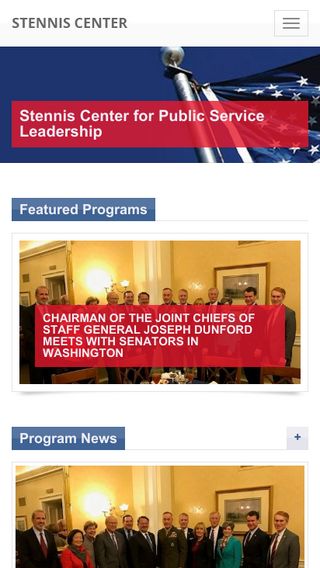 STENNIS CENTER
Stennis Center for Public Service
Leadership
Featured Programs
CHAIRMAN OF THE JOINT CHIEFS OF
STAFF GENERAL JOSEPH DUNFORD
MEETS WITH SENATORS IN
WASHINGTON
Program News
+